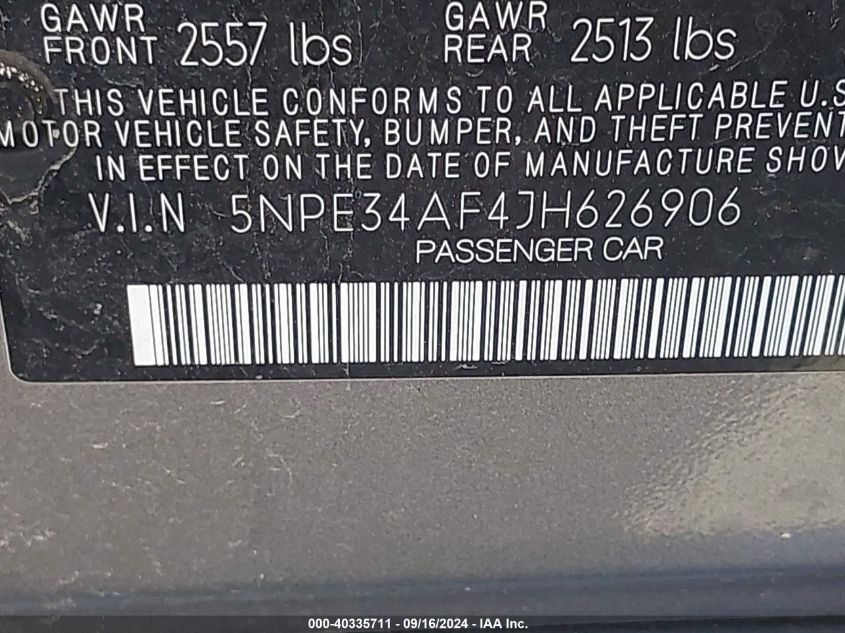 GAWR FRONT 2557 lbs GAWR REAR 2513 lbs
THIS VEHICLE CONFORMS TO ALL APPLICABLE U.S
MOTOR VEHICLE SAFETY, BUMPER, AND THEFT PREVENT
IN EFFECT ON THE DATE OF MANUFACTURE SHOW
V.I.N 5NPE34AF4JH626906
PASSENGER CAR
000-40335711 - 09/16/2024 - IAA Inc.